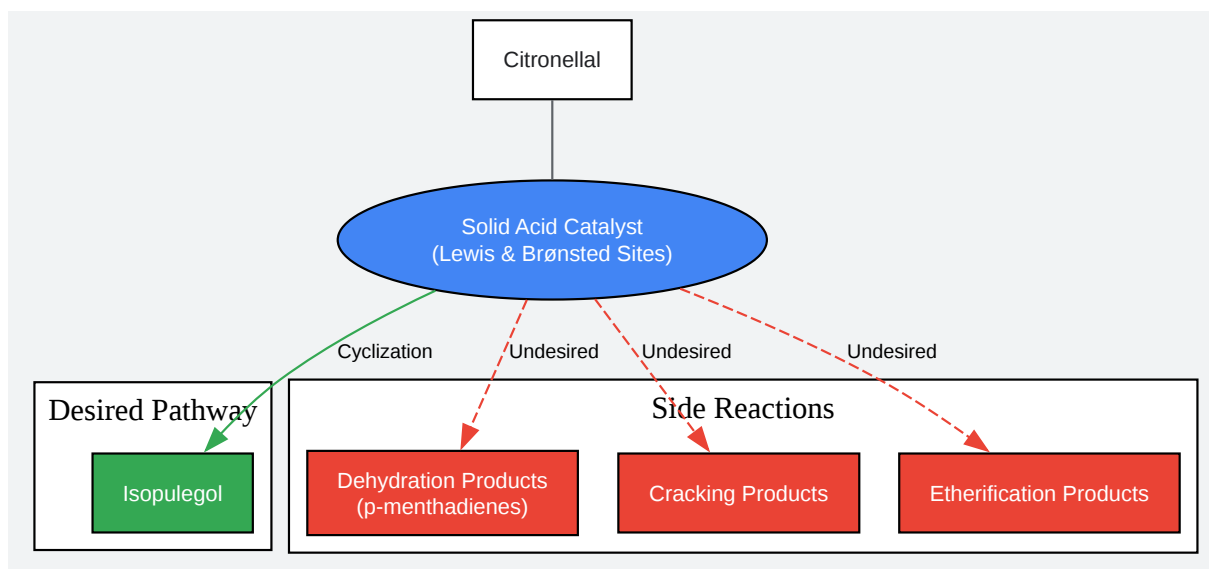 Citronellal
Solid Acid Catalyst
(Lewis & Brønsted Sites)
Cyclization
Undesired
Undesired
Undesired
Desired Pathway
Side Reactions
Isopulegol
Dehydration Products
(p-menthadienes)
Cracking Products
Etherification Products